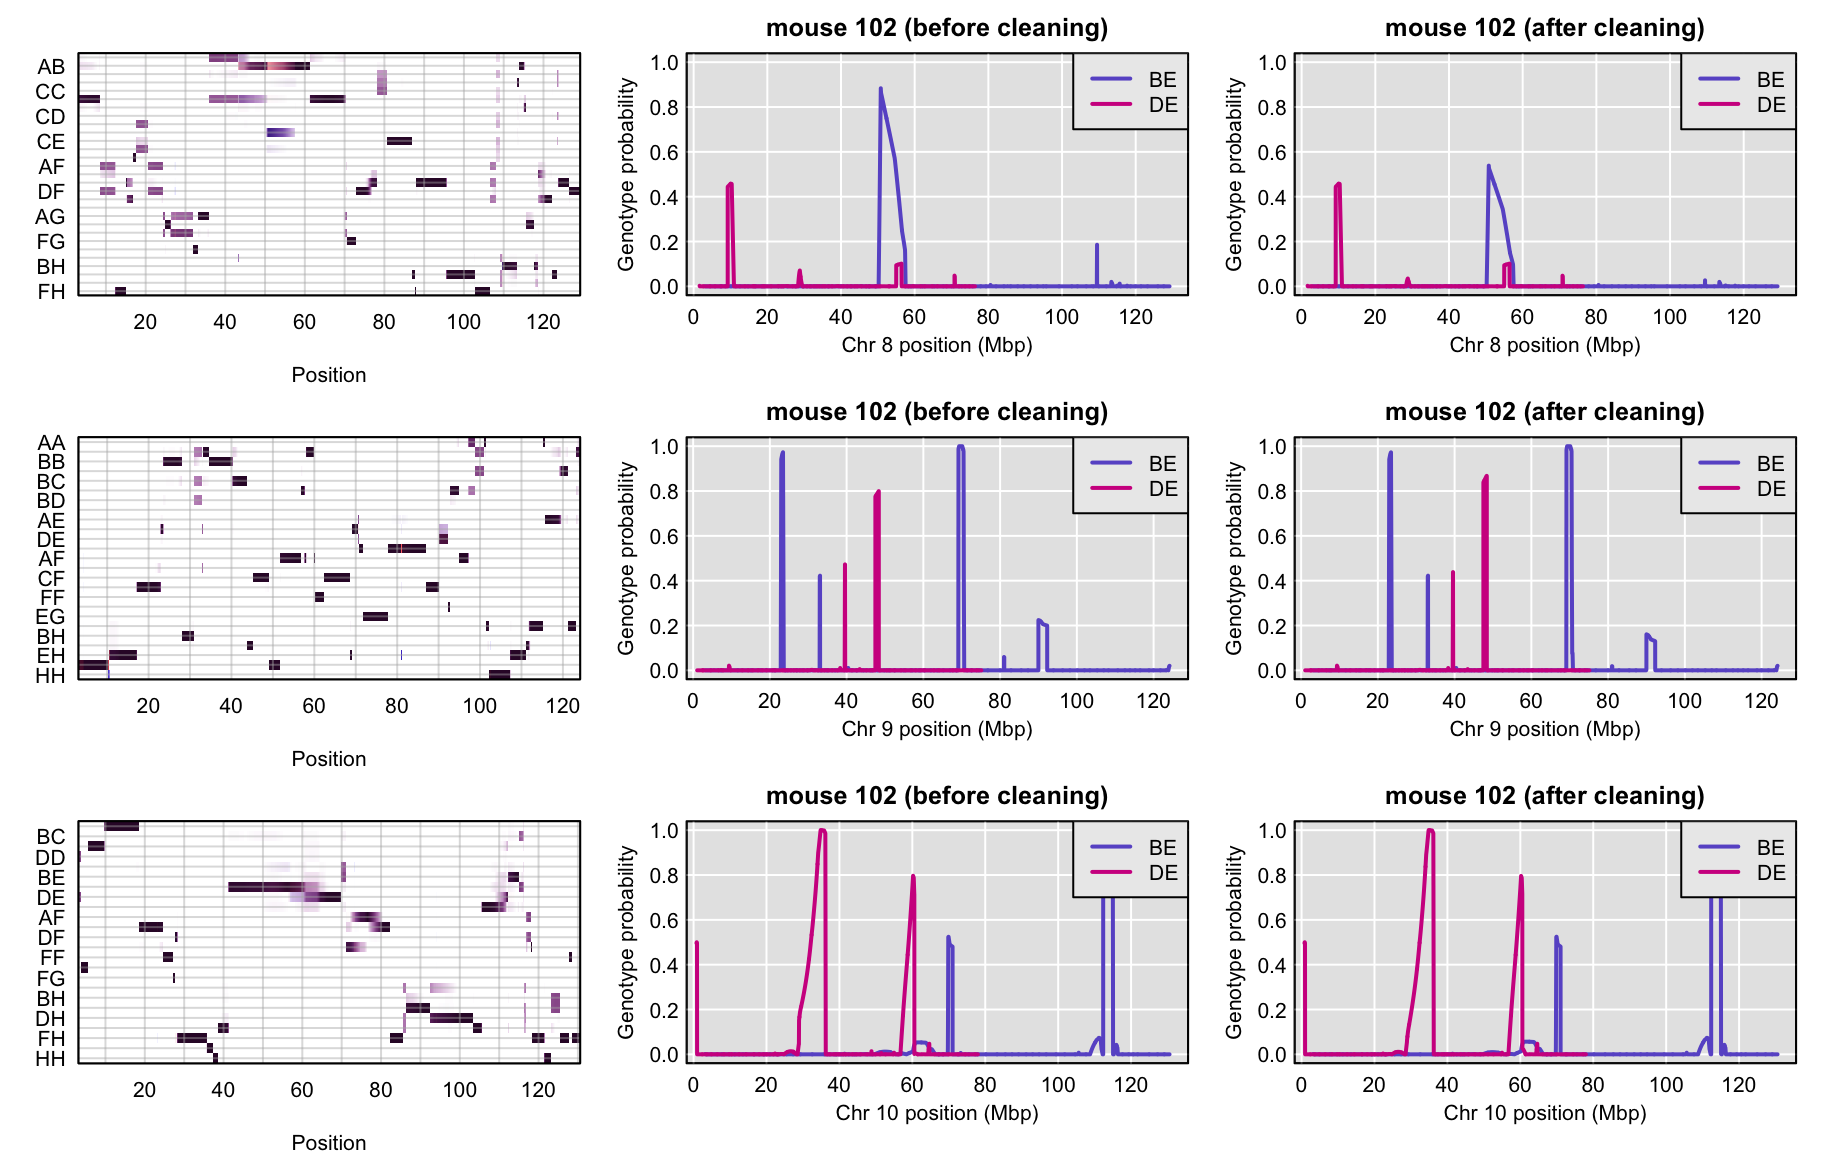 mouse 102 (before cleaning)
mouse 102 (after cleaning)
AB
CC
CD
CE
AF
DF
AG
FG
BH
FH
20 40 60 80 100 120
Position
Genotype probability
1.0
0.8
0.6
0.4
0.2
0.0
BE
DE
0 20 40 60 80 100 120
Chr 8 position (Mbp)
Genotype probability
1.0
0.8
0.6
0.4
0.2
0.0
BE
DE
0 20 40 60 80 100 120
Chr 8 position (Mbp)
mouse 102 (before cleaning)
mouse 102 (after cleaning)
AA
BB
BC
BD
AE
DE
AF
CF
FF
EG
BH
EH
HH
20 40 60 80 100 120
Position
Genotype probability
1.0
0.8
0.6
0.4
0.2
0.0
BE
DE
0 20 40 60 80 100 120
Chr 9 position (Mbp)
Genotype probability
1.0
0.8
0.6
0.4
0.2
0.0
BE
DE
0 20 40 60 80 100 120
Chr 9 position (Mbp)
mouse 102 (before cleaning)
mouse 102 (after cleaning)
BC
DD
BE
DE
AF
DF
FF
FG
BH
DH
FH
HH
20 40 60 80 100 120
Position
Genotype probability
1.0
0.8
0.6
0.4
0.2
0.0
BE
DE
0 20 40 60 80 100 120
Chr 10 position (Mbp)
Genotype probability
1.0
0.8
0.6
0.4
0.2
0.0
BE
DE
0 20 40 60 80 100 120
Chr 10 position (Mbp)